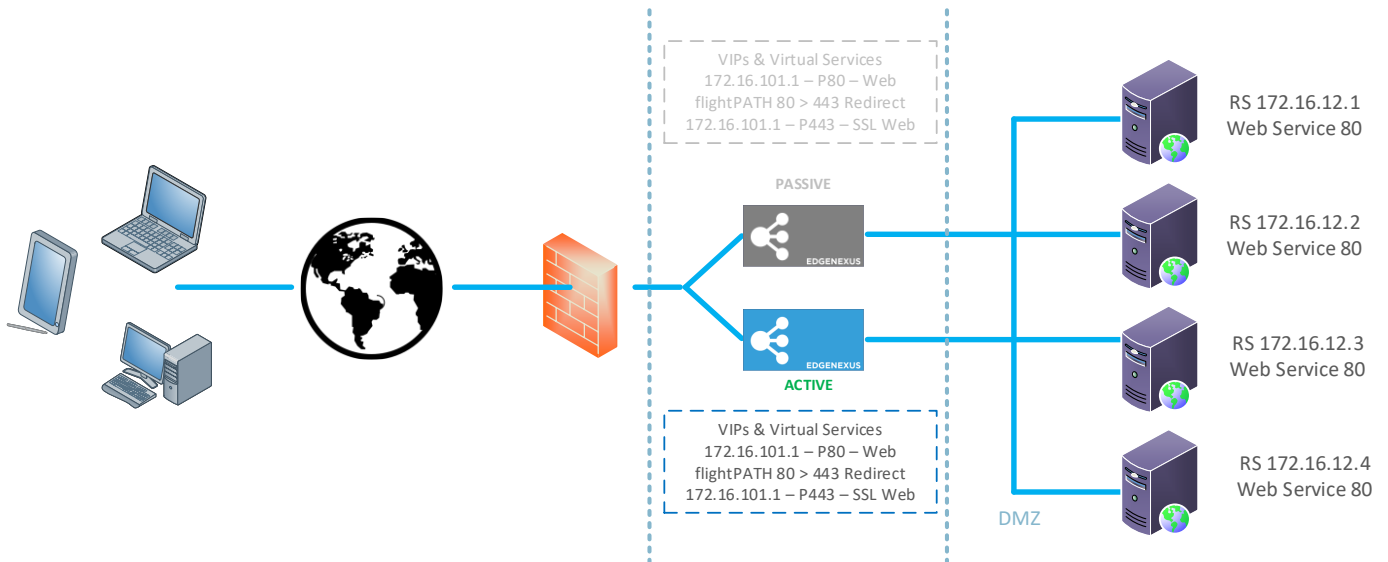 VIPs & Virtual Services
172.16.101.1 – P80 – Web
flightPATH 80 > 443 Redirect
172.16.101.1 – P443 – SSL Web
PASSIVE
EDGENEXUS
EDGENEXUS
ACTIVE
VIPs & Virtual Services
172.16.101.1 – P80 – Web
flightPATH 80 > 443 Redirect
172.16.101.1 – P443 – SSL Web
DMZ
RS 172.16.12.1
Web Service 80
RS 172.16.12.2
Web Service 80
RS 172.16.12.3
Web Service 80
RS 172.16.12.4
Web Service 80